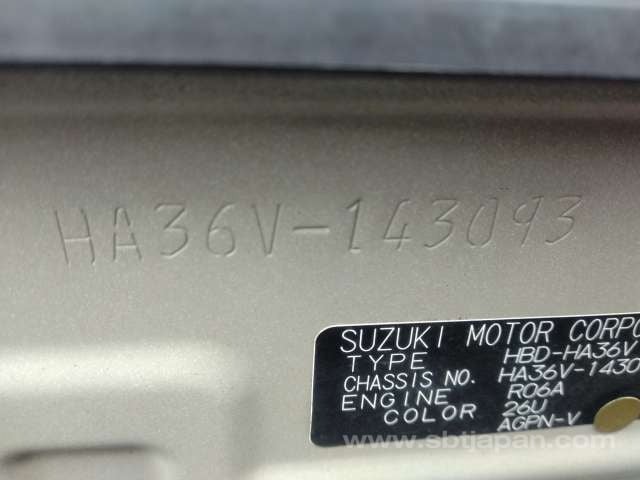 HA36V-143093
SUZUKI MOTOR CORPO
TYPE HBD-HA36V
CHASSIS NO. HA36V-1430
ENGINE R06A
COLOR 26U
AGPN-V
www.sbtjapan.com